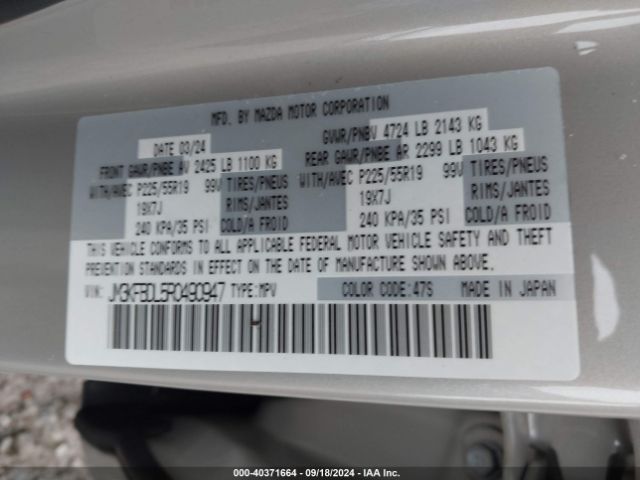 MFD. BY MAZDA MOTOR CORPORATION
DATE 03/24 GVWR/PNBV 4724 LB 2143 KG
FRONT GAWR/PNBE AV 2425 LB 1100 KG REAR GAWR/PNBE AR 2299 LB 1043 KG
WITH/AVEC P225/55R19 99V TIRES/PNEUS WITH/AVEC P225/55R19 99V TIRES/PNEUS
19X7J RIMS/JANTES 19X7J RIMS/JANTES
240 KPA/35 PSI COLD/A FROID 240 KPA/35 PSI COLD/A FROID
THIS VEHICLE CONFORMS TO ALL APPLICABLE FEDERAL MOTOR VEHICLE SAFETY AND THEFT
PREVENTION STANDARDS IN EFFECT ON THE DATE OF MANUFACTURE SHOWN ABOVE.
VIN: JM3KFBDL5R0490947 TYPE:MPV COLOR CODE:47S MADE IN JAPAN
000-40371664 / 09/18/2024 - IAA Inc.